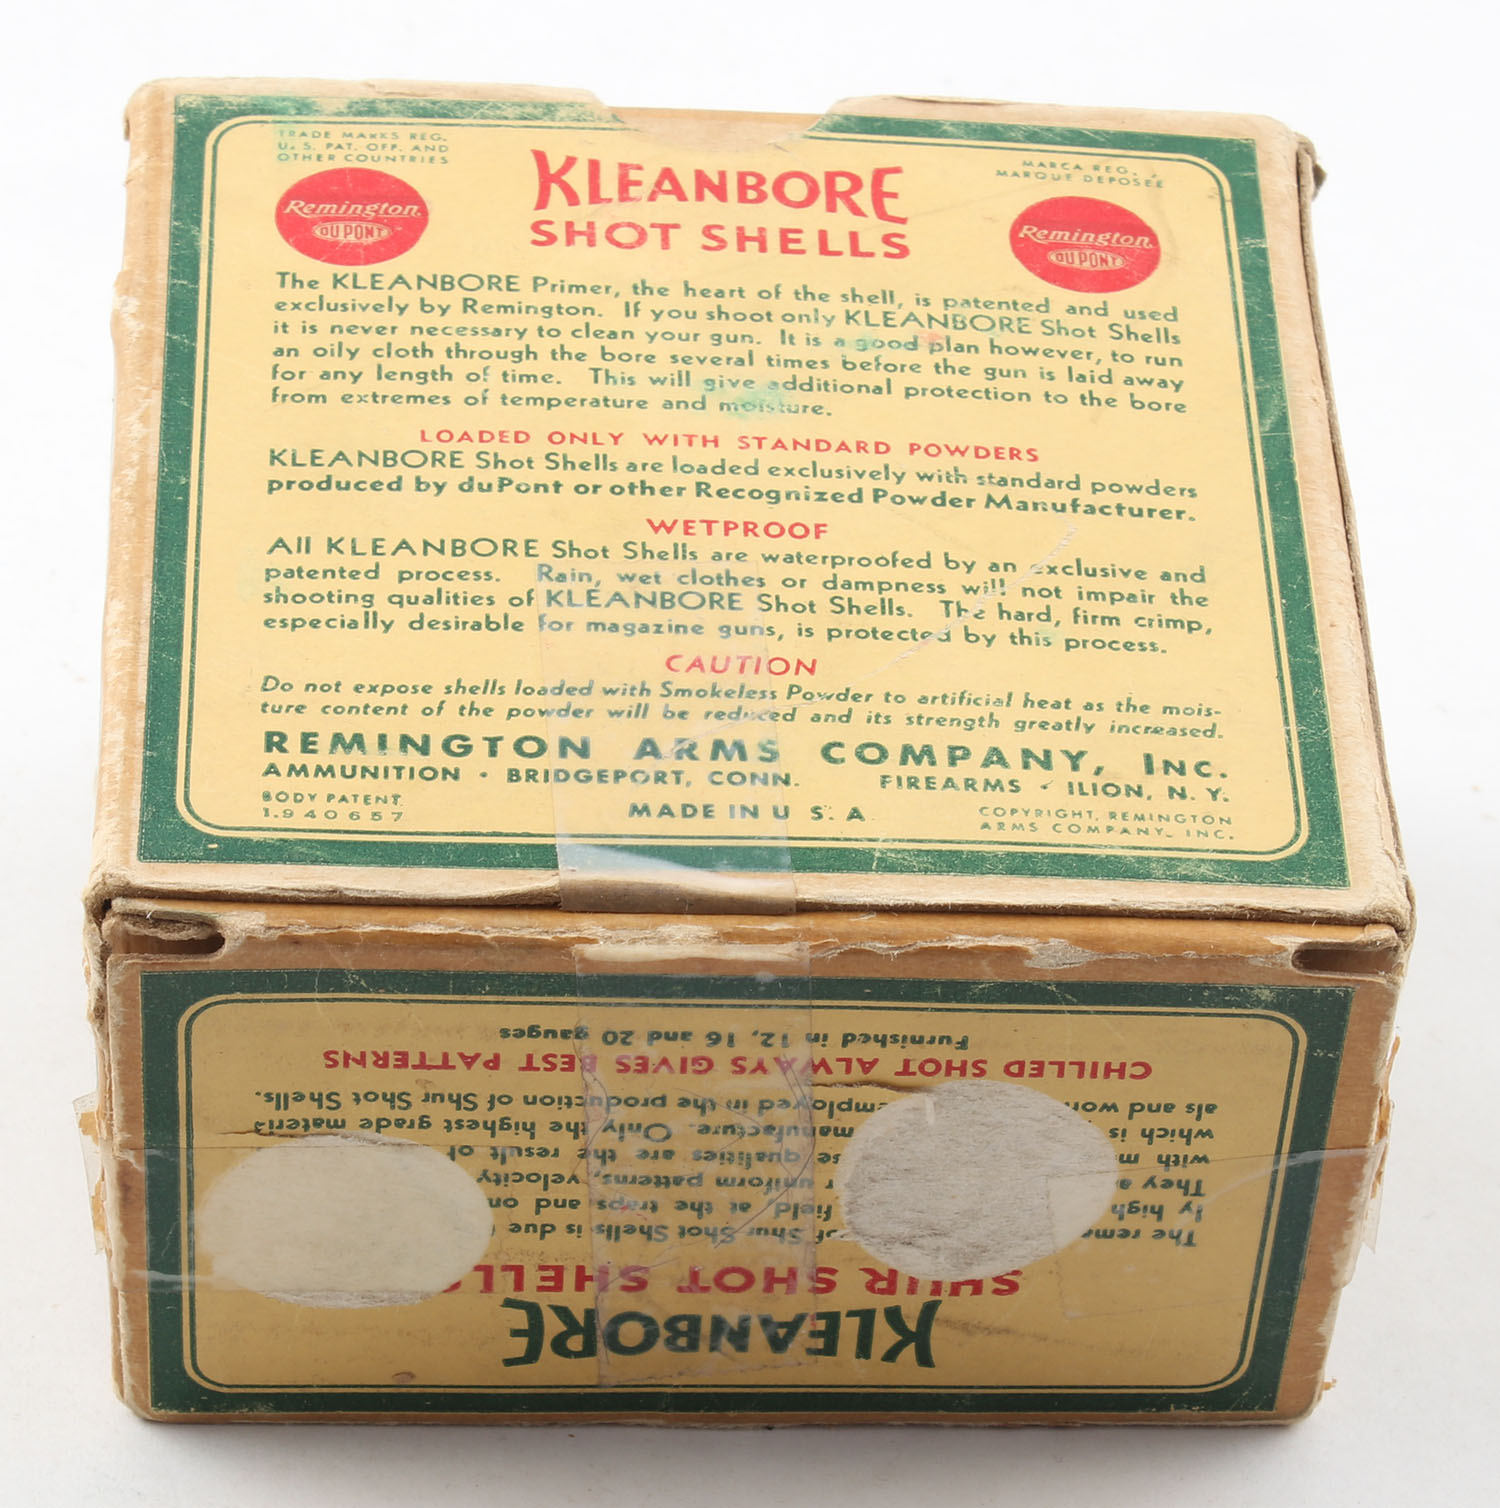 TRADE MARKS REG.
U. S. PAT. OFF. AND
OTHER COUNTRIES
Remington
DU PONT
KLEANBORE
SHOT SHELLS
MARCA REG.
MARQUE DEPOSÉE
Remington
DU PONT
The KLEANBORE Primer, the heart of the shell, is patented and used
exclusively by Remington. If you shoot only KLEANBORE Shot Shells
it is never necessary to clean your gun. It is a good plan however, to run
an oily cloth through the bore several times before the gun is laid away
for any length of time. This will give additional protection to the bore
from extremes of temperature and moisture.
LOADED ONLY WITH STANDARD POWDERS
KLEANBORE Shot Shells are loaded exclusively with standard powders
produced by duPont or other Recognized Powder Manufacturer.
WETPROOF
All KLEANBORE Shot Shells are waterproofed by an exclusive and
patented process. Rain, wet clothes or dampness will not impair the
shooting qualities of KLEANBORE Shot Shells. The hard, firm crimp,
especially desirable for magazine guns, is protected by this process.
CAUTION
Do not expose shells loaded with Smokeless Powder to artificial heat as the mois-
ture content of the powder will be reduced and its strength greatly increased.
REMINGTON ARMS COMPANY, INC.
AMMUNITION • BRIDGEPORT, CONN. FIREARMS • ILION, N. Y.
BODY PATENT
1.940657
MADE IN U. S. A
COPYRIGHT, REMINGTON
ARMS COMPANY, INC.
KLEANBORE
SHUR SHOT SHELLS
The of Shur Shot Shells is due
ly high field, at the traps and on
They uniform patterns, velocity
with qualities are the result of
which is manufacture. Only the highest grade materi
als and employed in the production of Shur Shot Shells.
CHILLED SHOT ALWAYS GIVES BEST PATTERNS
Furnished in 12, 16 and 20 gauges